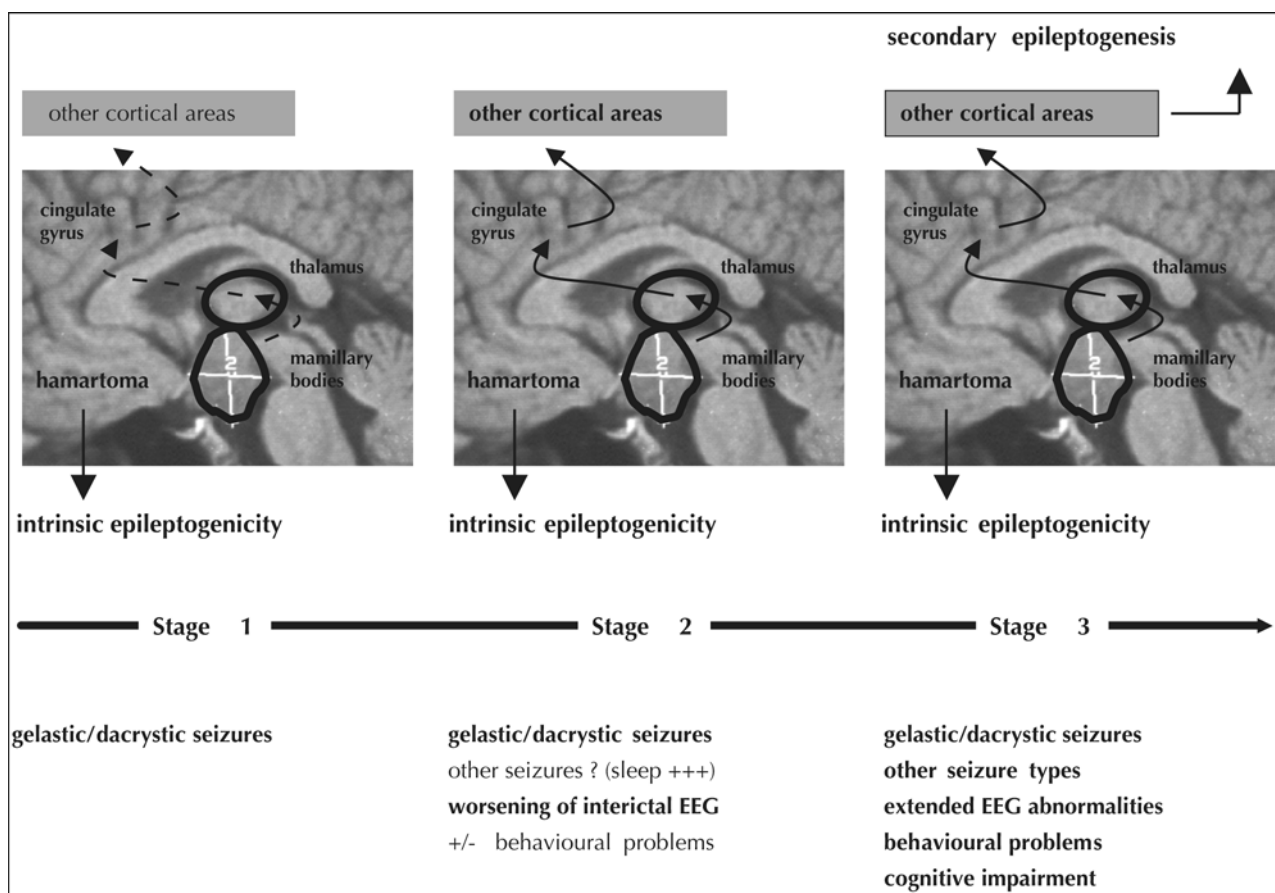 secondary epileptogenesis
other cortical areas
other cortical areas
other cortical areas
cingulate
gyrus
thalamus
hamartoma
mamillary
bodies
2
cingulate
gyrus
thalamus
hamartoma
mamillary
bodies
2
cingulate
gyrus
thalamus
hamartoma
mamillary
bodies
2
intrinsic epileptogenicity
intrinsic epileptogenicity
intrinsic epileptogenicity
Stage 1
Stage 2
Stage 3
gelastic/dacrystic seizures
gelastic/dacrystic seizures
other seizures ? (sleep +++)
worsening of interictal EEG
+/- behavioural problems
gelastic/dacrystic seizures
other seizure types
extended EEG abnormalities
behavioural problems
cognitive impairment